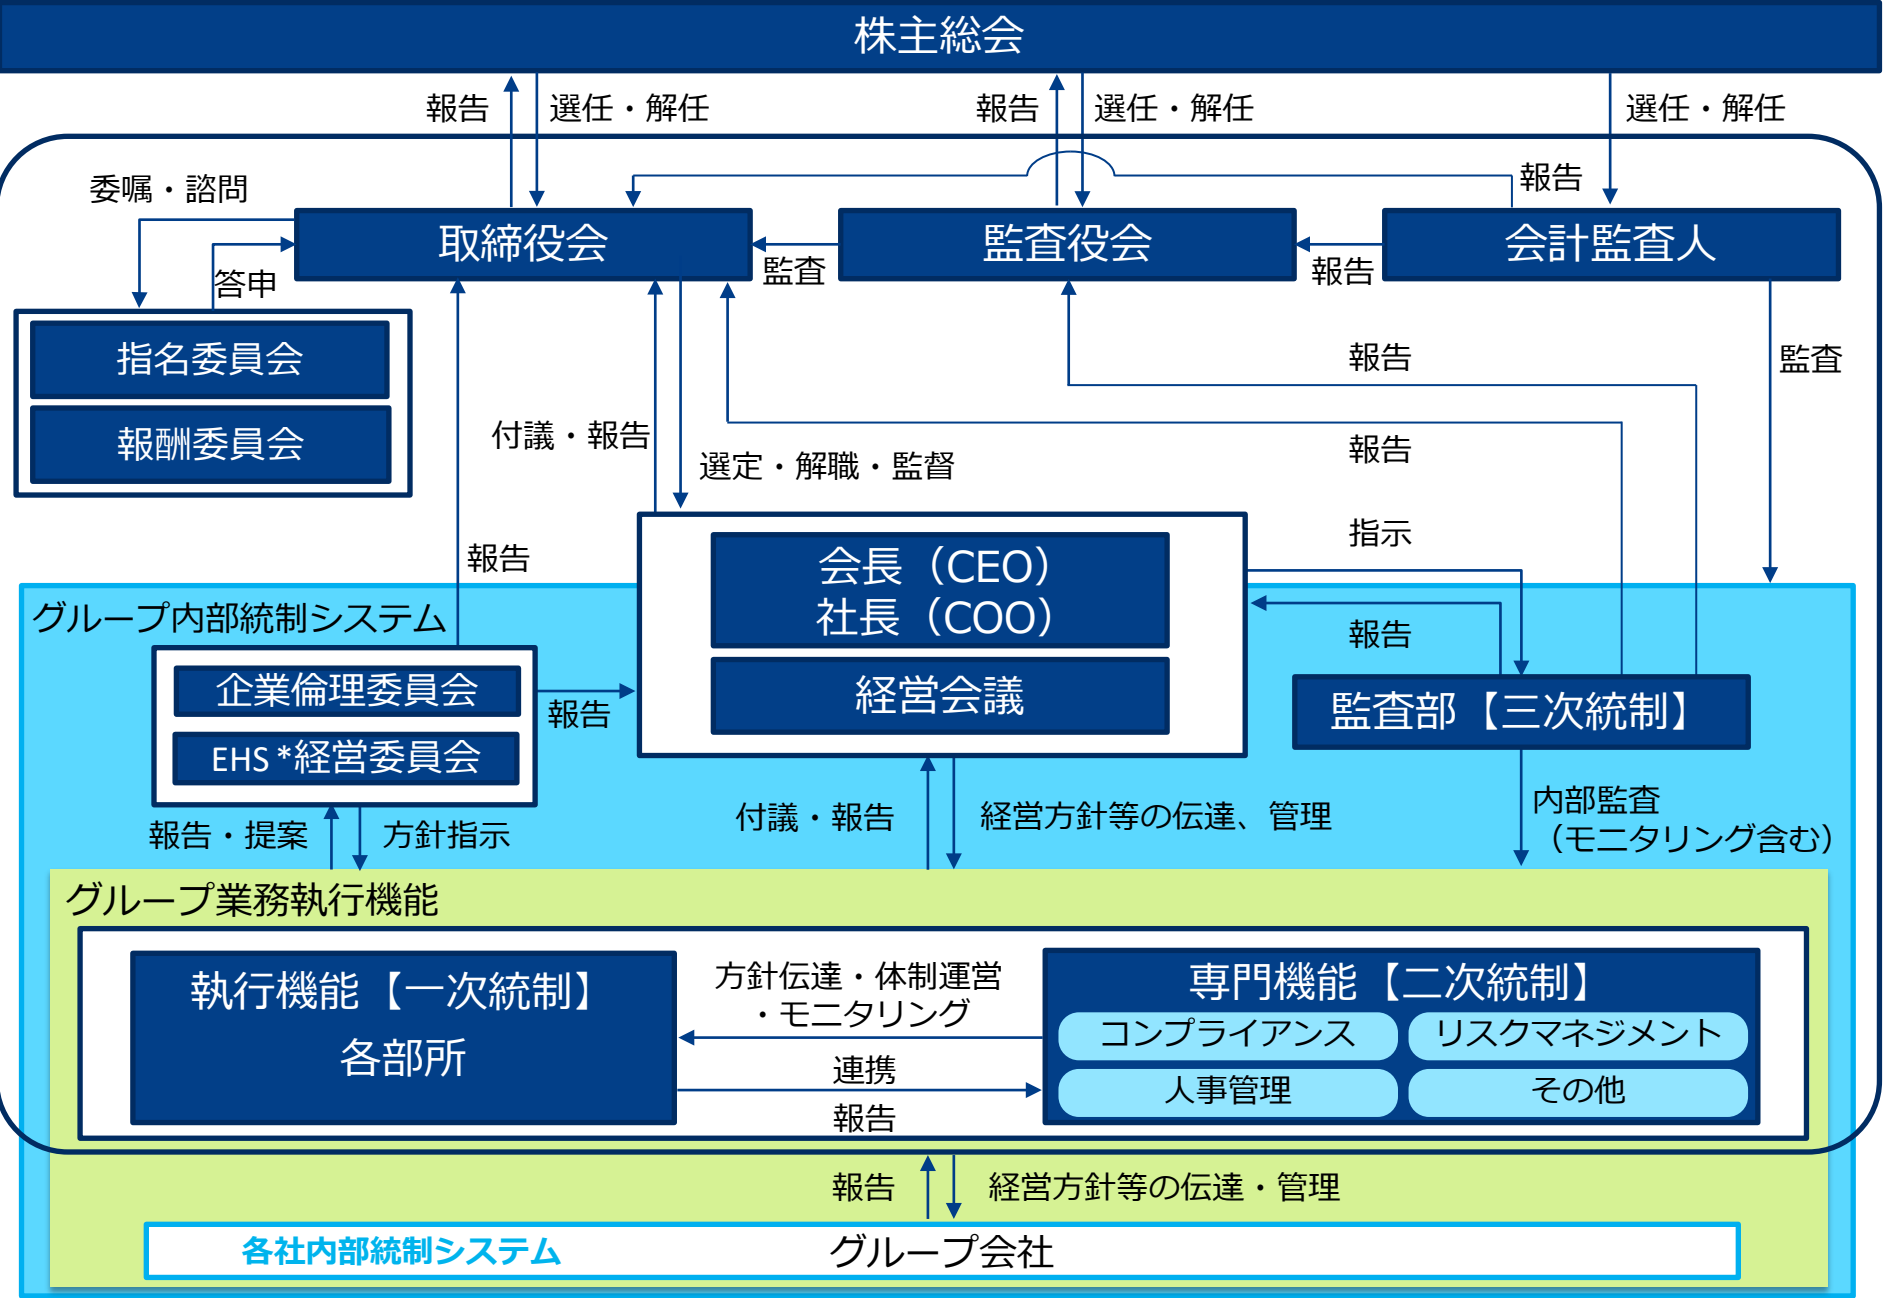 株主総会
報告
選任・解任
報告
選任・解任
選任・解任
委嘱・諮問
報告
取締役会
監査役会
会計監査人
答申
監査
報告
指名委員会
報酬委員会
報告
監査
付議・報告
報告
選定・解職・監督
報告
指示
会長（CEO）
社長（COO）
経営会議
グループ内部統制システム
報告
企業倫理委員会
EHS*経営委員会
報告
監査部【三次統制】
報告・提案
方針指示
付議・報告
経営方針等の伝達、管理
内部監査
（モニタリング含む）
グループ業務執行機能
執行機能【一次統制】
各部所
方針伝達・体制運営
・モニタリング
連携
報告
専門機能【二次統制】
コンプライアンス
リスクマネジメント
人事管理
その他
報告
経営方針等の伝達・管理
各社内部統制システム
グループ会社